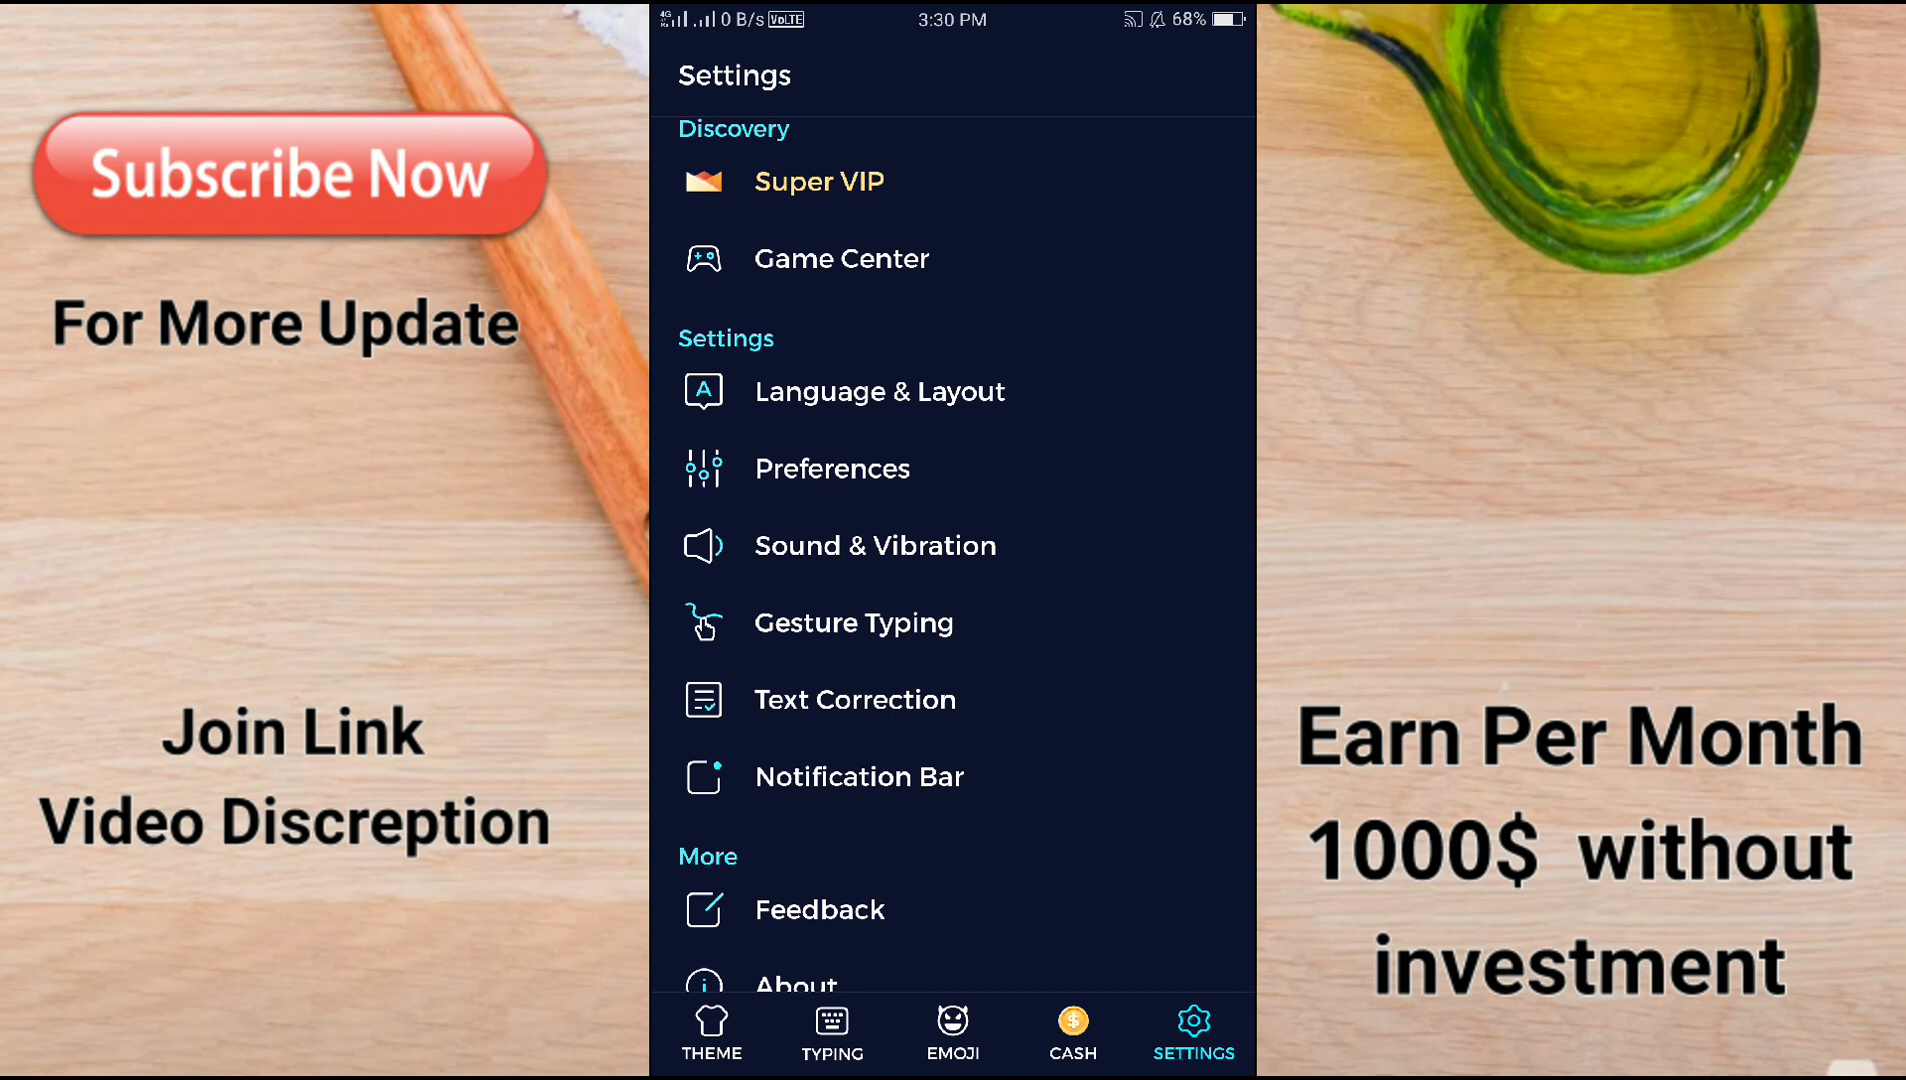 Subscribe Now
For More Update
Join Link
Video Discreption
4G 0 B/s VoLTE 3:30 PM 68%
Settings
Discovery
Super VIP
Game Center
Settings
Language & Layout
Preferences
Sound & Vibration
Gesture Typing
Text Correction
Notification Bar
More
Feedback
About
THEME TYPING EMOJI CASH SETTINGS
Earn Per Month
1000$ without
investment